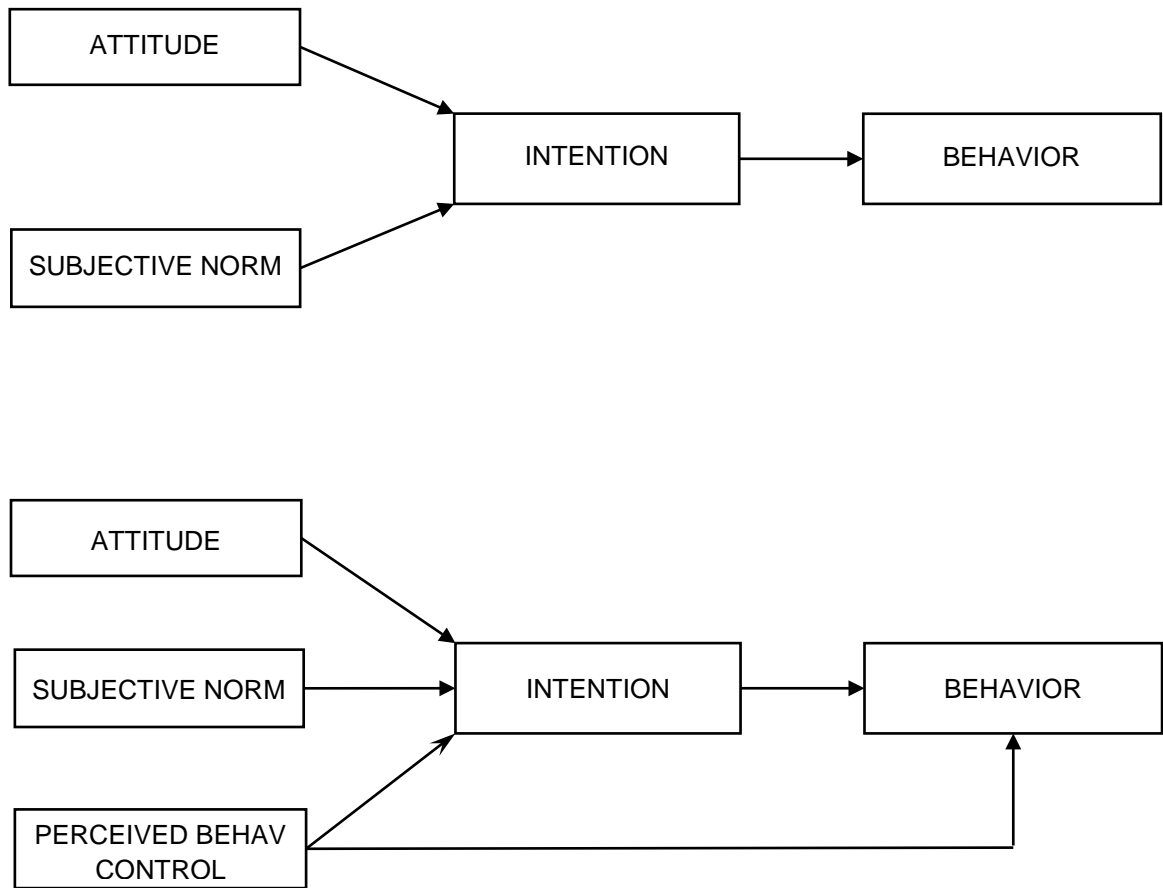 ATTITUDE
INTENTION
BEHAVIOR
SUBJECTIVE NORM
ATTITUDE
SUBJECTIVE NORM
INTENTION
BEHAVIOR
PERCEIVED BEHAV
CONTROL